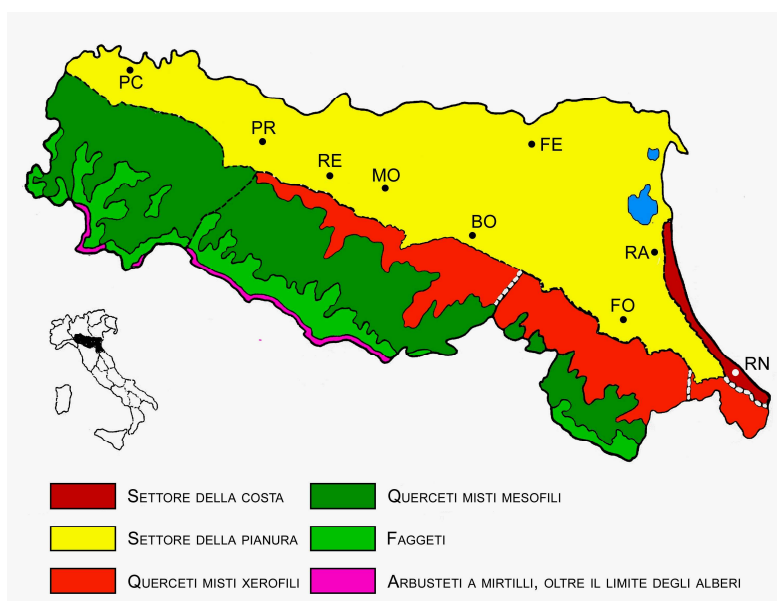 PC
PR
RE
MO
FE
BO
RA
FO
RN
SETTORE DELLA COSTA
QUERCETI MISTI MESOFILI
SETTORE DELLA PIANURA
FAGGETI
QUERCETI MISTI XEROFILI
ARBUSTETI A MIRTILLI, OLTRE IL LIMITE DEGLI ALBERI